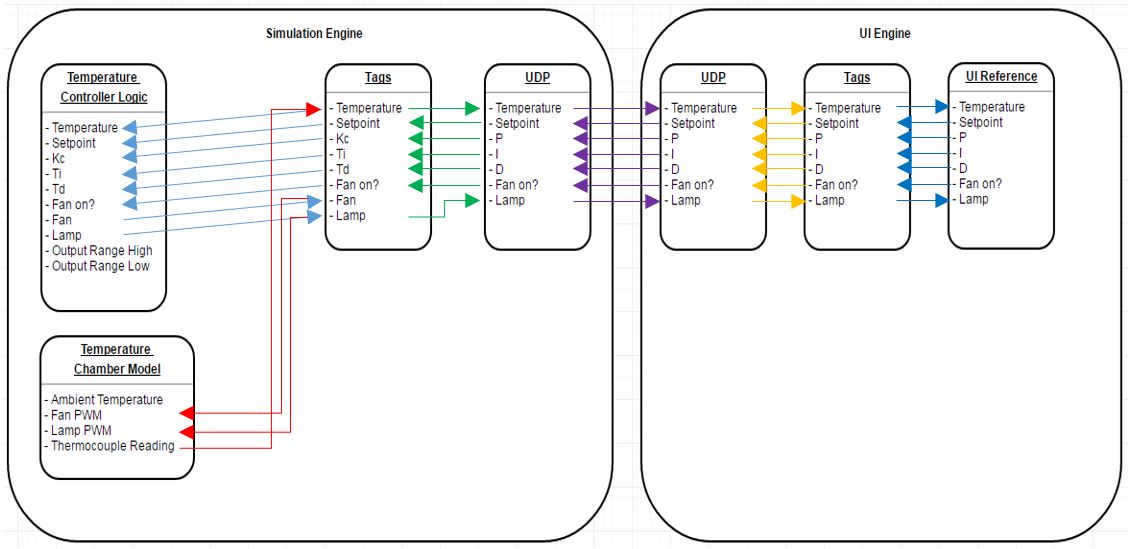 Simulation Engine
Temperature
Controller Logic
- Temperature
- Setpoint
- Kc
- Ti
- Td
- Fan on?
- Fan
- Lamp
- Output Range High
- Output Range Low
Temperature
Chamber Model
- Ambient Temperature
- Fan PWM
- Lamp PWM
- Thermocouple Reading
Tags
- Temperature
- Setpoint
- Kc
- Ti
- Td
- Fan on?
- Fan
- Lamp
UDP
- Temperature
- Setpoint
- P
- I
- D
- Fan on?
- Lamp
UI Engine
UDP
- Temperature
- Setpoint
- P
- I
- D
- Fan on?
- Lamp
Tags
- Temperature
- Setpoint
- P
- I
- D
- Fan on?
- Lamp
UI Reference
- Temperature
- Setpoint
- P
- I
- D
- Fan on?
- Lamp